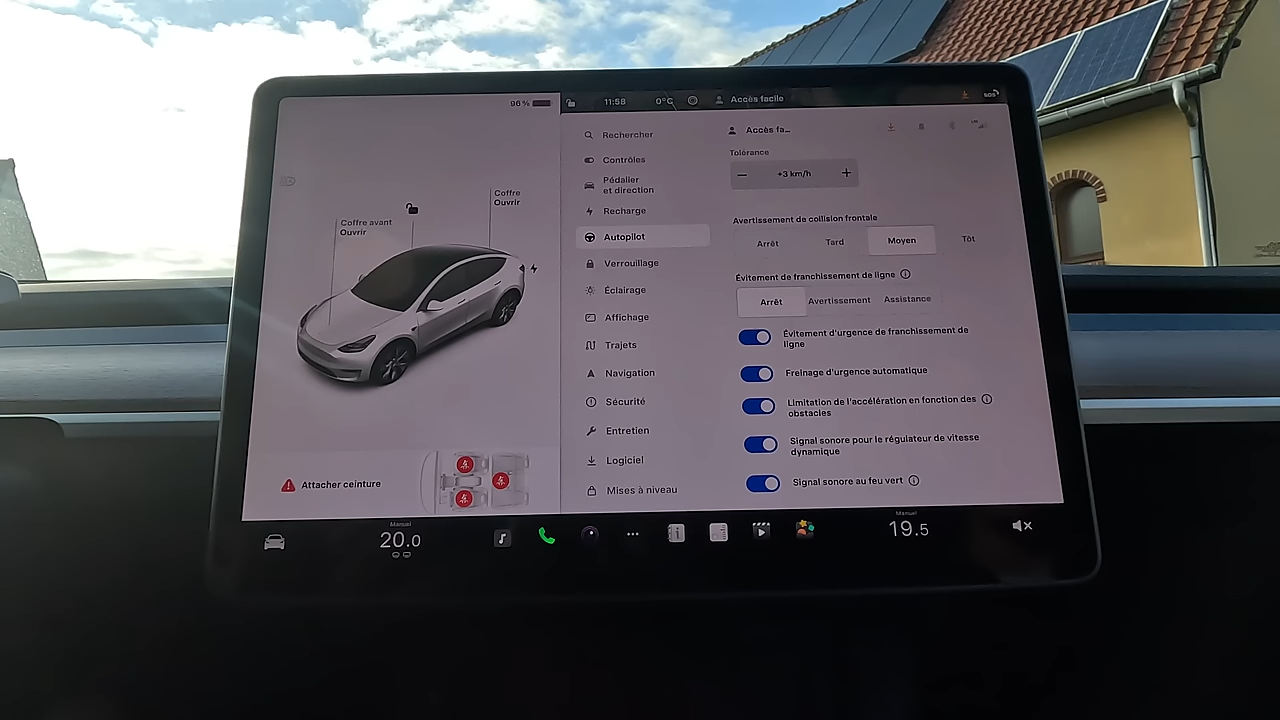 96 %
11:58
0°C
Accès facile
SOS
Coffre
Ouvrir
Coffre avant
Ouvrir
Attacher ceinture
Rechercher
Contrôles
Pédalier
et direction
Recharge
Autopilot
Verrouillage
Éclairage
Affichage
Trajets
Navigation
Sécurité
Entretien
Logiciel
Mises à niveau
Accès fa...
LTE
Tolérance
− +3 km/h +
Avertissement de collision frontale
Arrêt Tard Moyen Tôt
Évitement de franchissement de ligne
Arrêt Avertissement Assistance
Évitement d'urgence de franchissement de
ligne
Freinage d'urgence automatique
Limitation de l'accélération en fonction des
obstacles
Signal sonore pour le régulateur de vitesse
dynamique
Signal sonore au feu vert
Manuel
20.0
Manuel
19.5